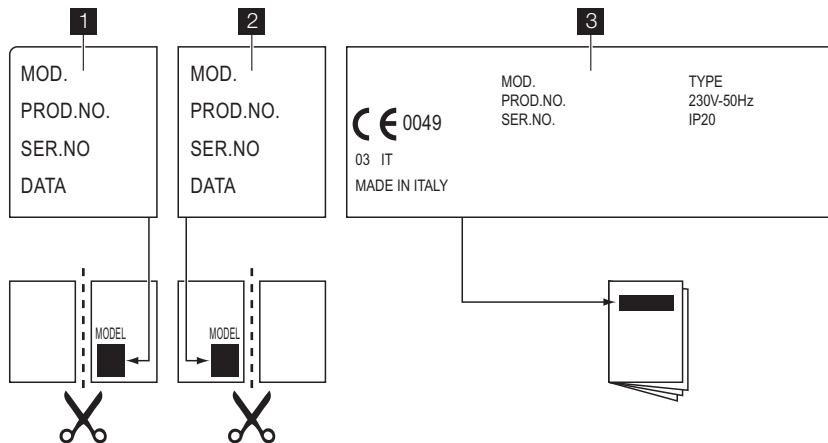 1
MOD.
PROD.NO.
SER.NO
DATA
MODEL
2
MOD.
PROD.NO.
SER.NO
DATA
MODEL
3
MOD.
PROD.NO.
SER.NO.
TYPE
230V-50Hz
IP20
CE 0049
03 IT
MADE IN ITALY